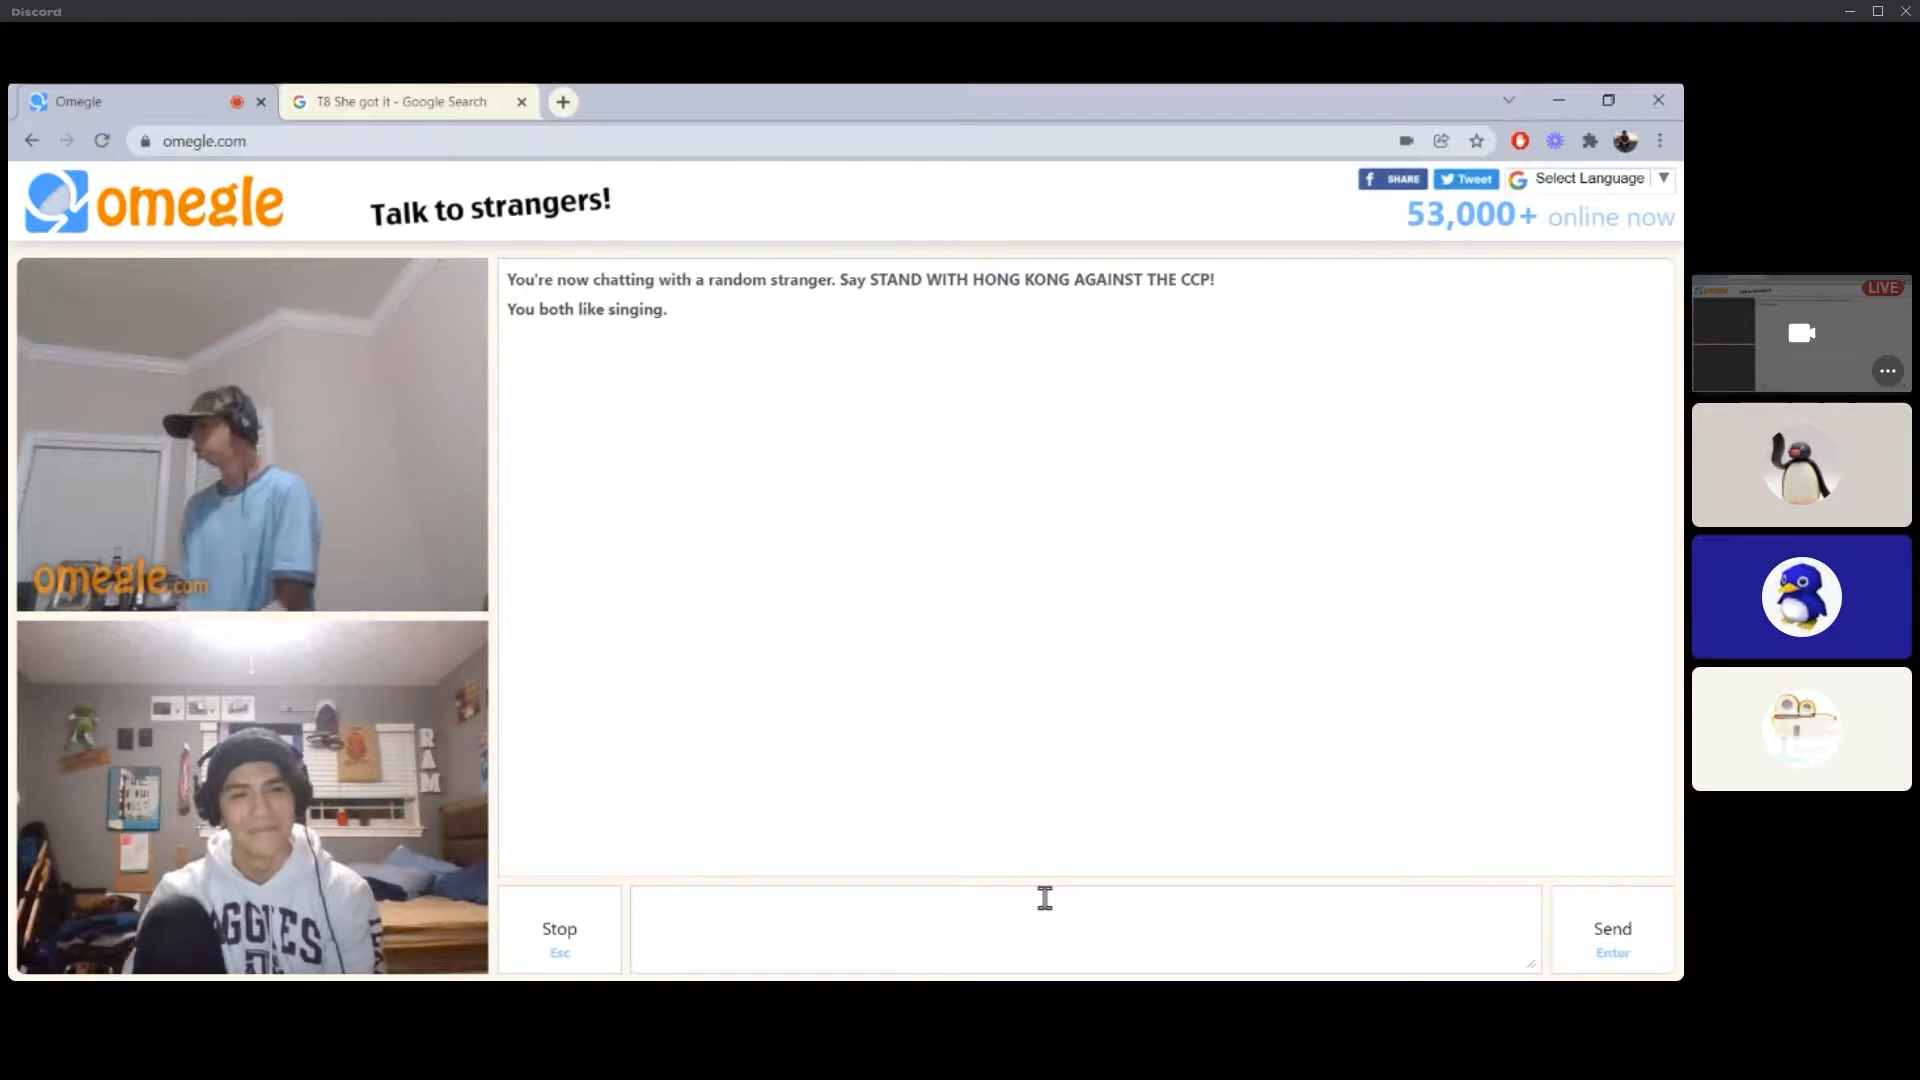 Discord
Omegle
T8 She got it - Google Search
omegle.com
omegle
Talk to strangers!
SHARE
Tweet
Select Language
53,000+ online now
You're now chatting with a random stranger. Say STAND WITH HONG KONG AGAINST THE CCP!
You both like singing.
LIVE
omegle.com
RAM
Stop
Esc
Send
Enter